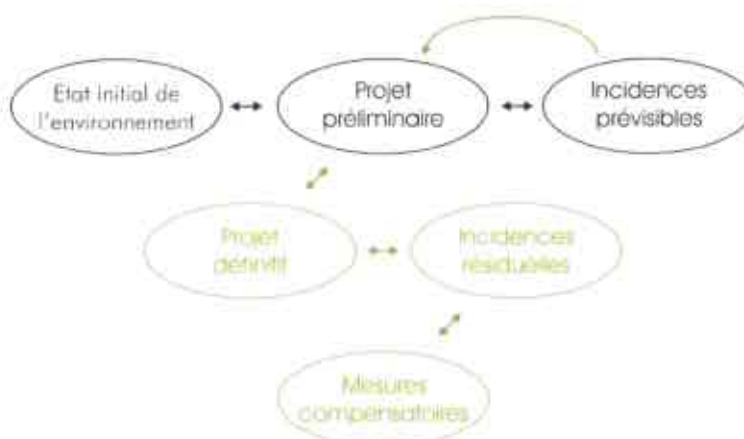 Etat initial de
l'environnement
Projet
préliminaire
Incidences
prévisibles
Projet
définitif
Incidences
résiduelles
Mesures
compensatoires